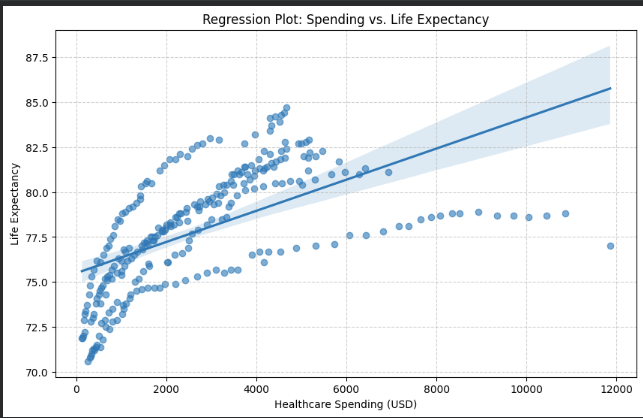 Regression Plot: Spending vs. Life Expectancy
87.5
85.0
82.5
80.0
77.5
75.0
72.5
70.0
Life Expectancy
0 2000 4000 6000 8000 10000 12000
Healthcare Spending (USD)